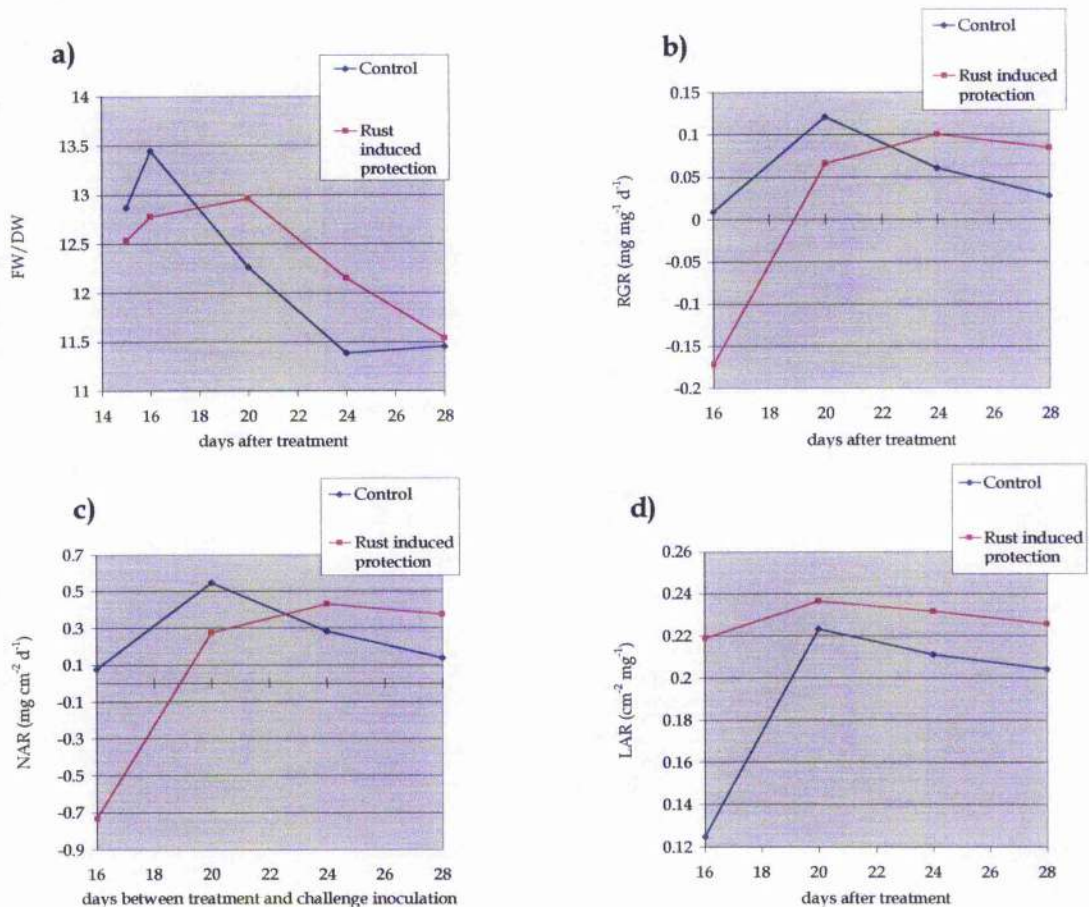 a)
Control
Rust
induced
protection
14
13.5
13
12.5
12
11.5
11
FW/DW
14 16 18 20 22 24 26 28
days after treatment
b)
Control
Rust induced
protection
0.15
0.1
0.05
0
-0.05
-0.1
-0.15
-0.2
RGR (mg mg⁻¹ d⁻¹)
16 18 20 22 24 26 28
days after treatment
c)
Control
Rust induced
protection
0.7
0.5
0.3
0.1
-0.1
-0.3
-0.5
-0.7
-0.9
NAR (mg cm⁻² d⁻¹)
16 18 20 22 24 26 28
days between treatment and challenge inoculation
d)
Control
Rust induced
protection
0.26
0.24
0.22
0.2
0.18
0.16
0.14
0.12
LAR (cm⁻² mg⁻¹)
16 18 20 22 24 26 28
days after treatment